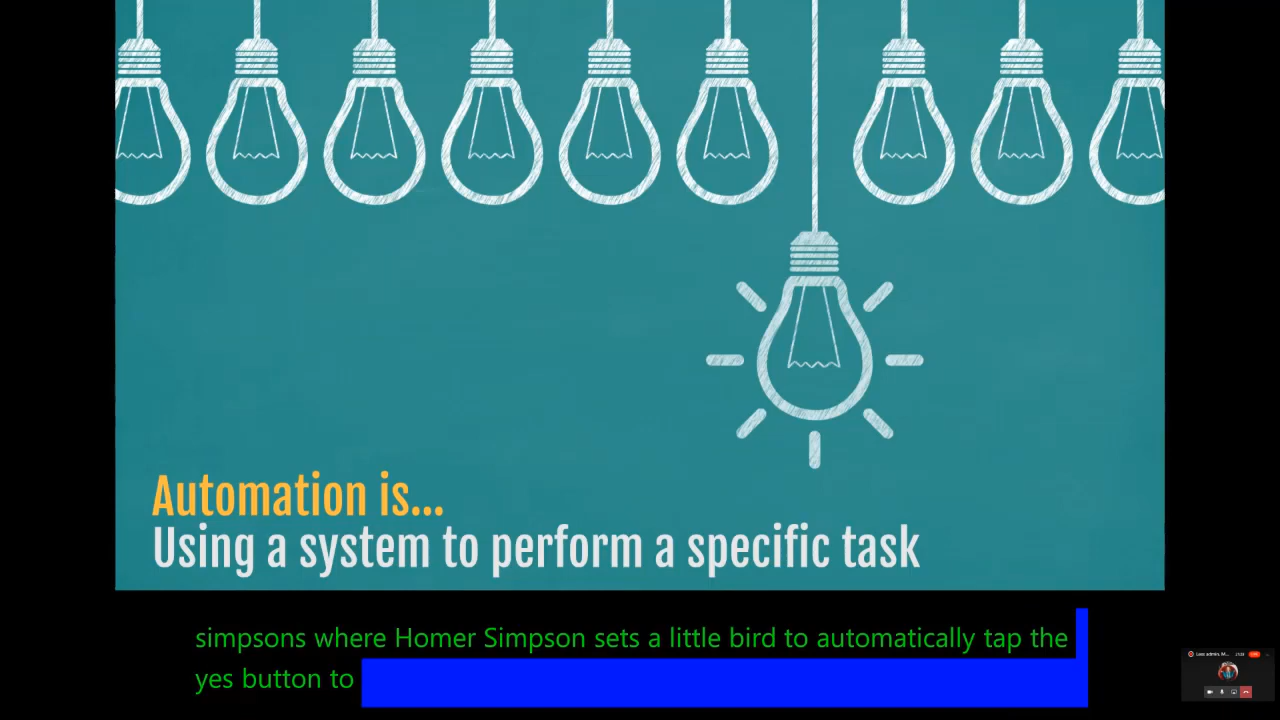 Automation is...
Using a system to perform a specific task
simpsons where Homer Simpson sets a little bird to automatically tap the
yes button to